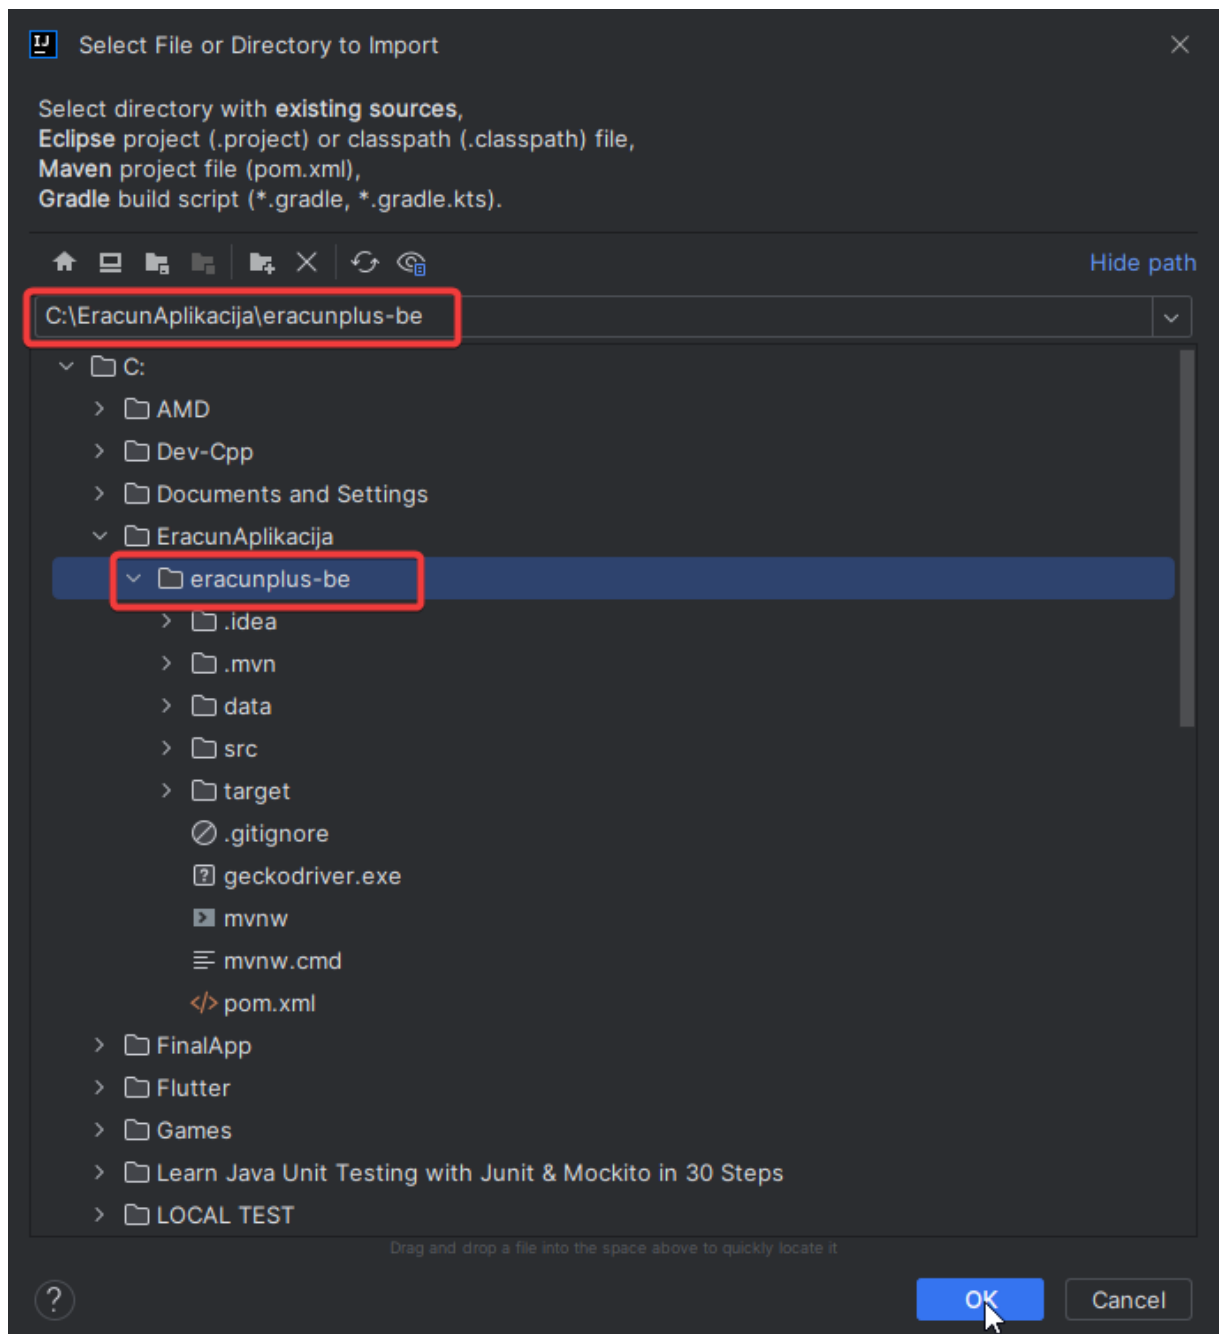 IJ
Select File or Directory to Import
Select directory with existing sources,
Eclipse project (.project) or classpath (.classpath) file,
Maven project file (pom.xml),
Gradle build script (*.gradle, *.gradle.kts).
Hide path
C:\EracunAplikacija\eracunplus-be
C:
AMD
Dev-Cpp
Documents and Settings
EracunAplikacija
eracunplus-be
.idea
.mvn
data
src
target
.gitignore
geckodriver.exe
mvnw
mvnw.cmd
pom.xml
FinalApp
Flutter
Games
Learn Java Unit Testing with Junit & Mockito in 30 Steps
LOCAL TEST
Drag and drop a file into the space above to quickly locate it
? OK Cancel